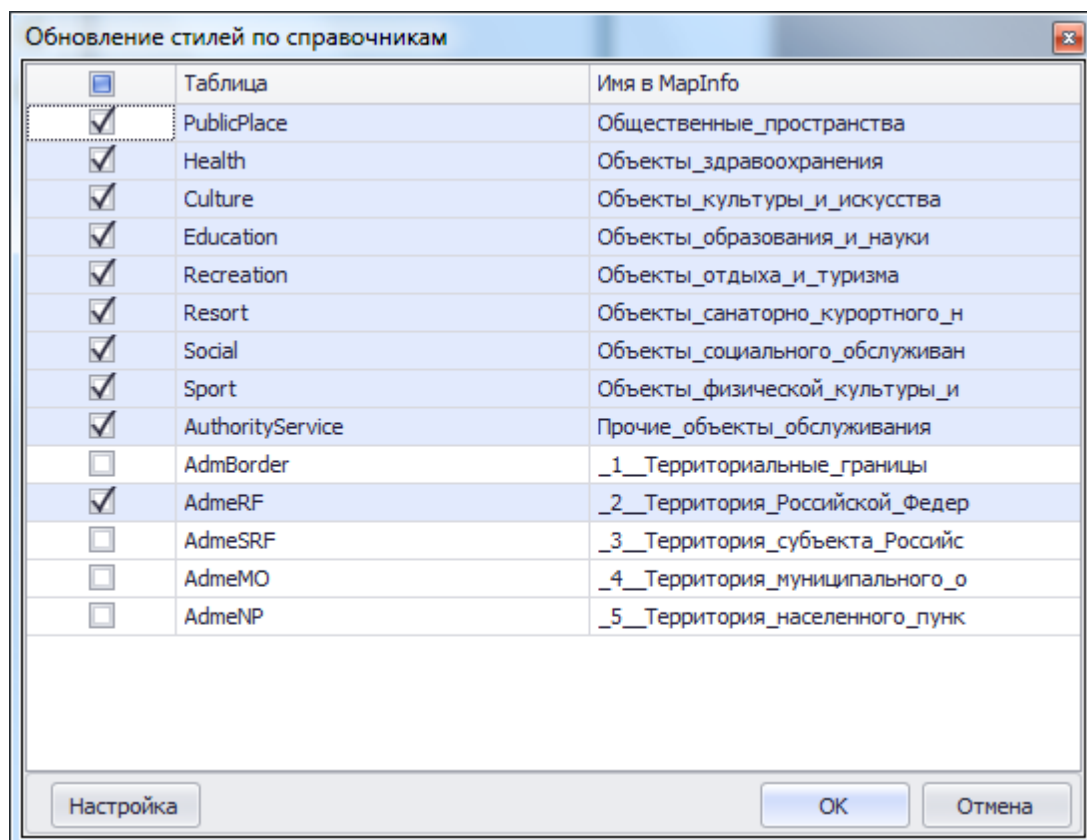 Обновление стилей по справочникам
Таблица Имя в MapInfo
PublicPlace Общественные_пространства
Health Объекты_здравоохранения
Culture Объекты_культуры_и_искусства
Education Объекты_образования_и_науки
Recreation Объекты_отдыха_и_туризма
Resort Объекты_санаторно_курортного_н
Social Объекты_социального_обслуживан
Sport Объекты_физической_культуры_и
AuthorityService Прочие_объекты_обслуживания
AdmBorder _1__Территориальные_границы
AdmeRF _2__Территория_Российской_Федер
AdmeSRF _3__Территория_субъекта_Российс
AdmeMO _4__Территория_муниципального_о
AdmeNP _5__Территория_населенного_пунк
Настройка OK Отмена